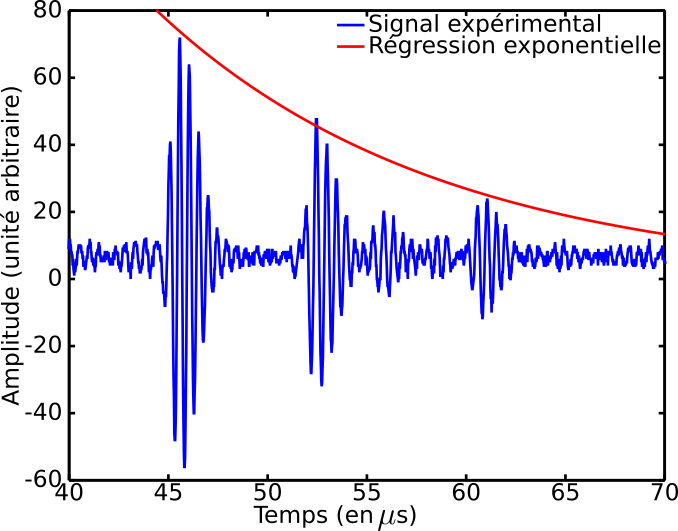 Signal expérimental
Régression exponentielle
Amplitude (unité arbitraire)
80
60
40
20
0
-20
-40
-60
40 45 50 55 60 65 70
Temps (en μs)